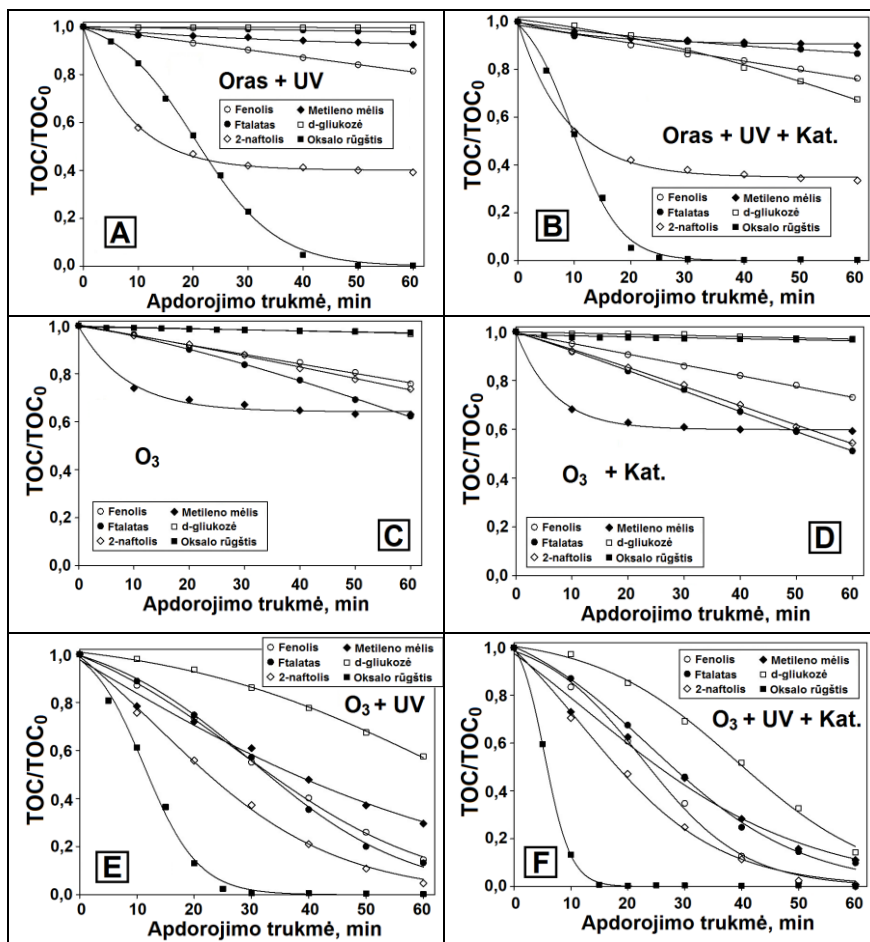 TOC/TOC0
1,0
0,8
0,6
0,4
0,2
0,0
Oras + UV
Fenolis
Ftalatas
2-naftolis
Metileno mėlis
d-gliukozė
Oksalo rūgštis
A
0 10 20 30 40 50 60
Apdorojimo trukmė, min
TOC/TOC0
1,0
0,8
0,6
0,4
0,2
0,0
Oras + UV + Kat.
Fenolis
Ftalatas
2-naftolis
Metileno mėlis
d-gliukozė
Oksalo rūgštis
B
0 10 20 30 40 50 60
Apdorojimo trukmė, min
TOC/TOC0
1,0
0,8
0,6
0,4
0,2
0,0
O3
Fenolis
Ftalatas
2-naftolis
Metileno mėlis
d-gliukozė
Oksalo rūgštis
C
0 10 20 30 40 50 60
Apdorojimo trukmė, min
TOC/TOC0
1,0
0,8
0,6
0,4
0,2
0,0
O3 + Kat.
Fenolis
Ftalatas
2-naftolis
Metileno mėlis
d-gliukozė
Oksalo rūgštis
D
0 10 20 30 40 50 60
Apdorojimo trukmė, min
TOC/TOC0
1,0
0,8
0,6
0,4
0,2
0,0
Fenolis
Ftalatas
2-naftolis
Metileno mėlis
d-gliukozė
Oksalo rūgštis
O3 + UV
E
0 10 20 30 40 50 60
Apdorojimo trukmė, min
TOC/TOC0
1,0
0,8
0,6
0,4
0,2
0,0
Fenolis
Ftalatas
2-naftolis
Metileno mėlis
d-gliukozė
Oksalo rūgštis
O3 + UV + Kat.
F
0 10 20 30 40 50 60
Apdorojimo trukmė, min